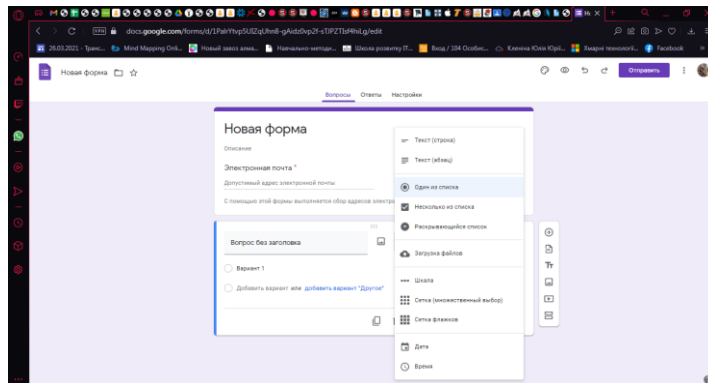 VPN
docs.google.com/forms/d/1PalrYtvp5UlZqUhn8-gAidz0vp2f-sTJPZTIsf4hiLg/edit
26.03.2021 - Транс...
Mind Mapping Onli...
Новый завоз алма...
Навчально-методи...
Школа розвитку IT...
Вход / 104 Особис...
Кленіна Юлія Юрії...
Хмарні технології...
Facebook
Новая форма
Отправить
Вопросы Ответы Настройки
Новая форма
Описание
Электронная почта *
Допустимый адрес электронной почты
С помощью этой формы выполняется сбор адресов электро
Вопрос без заголовка
Вариант 1
Добавить вариант или добавить вариант "Другое"
Текст (строка)
Текст (абзац)
Один из списка
Несколько из списка
Раскрывающийся список
Загрузка файлов
Шкала
Сетка (множественный выбор)
Сетка флажков
Дата
Время
Тт